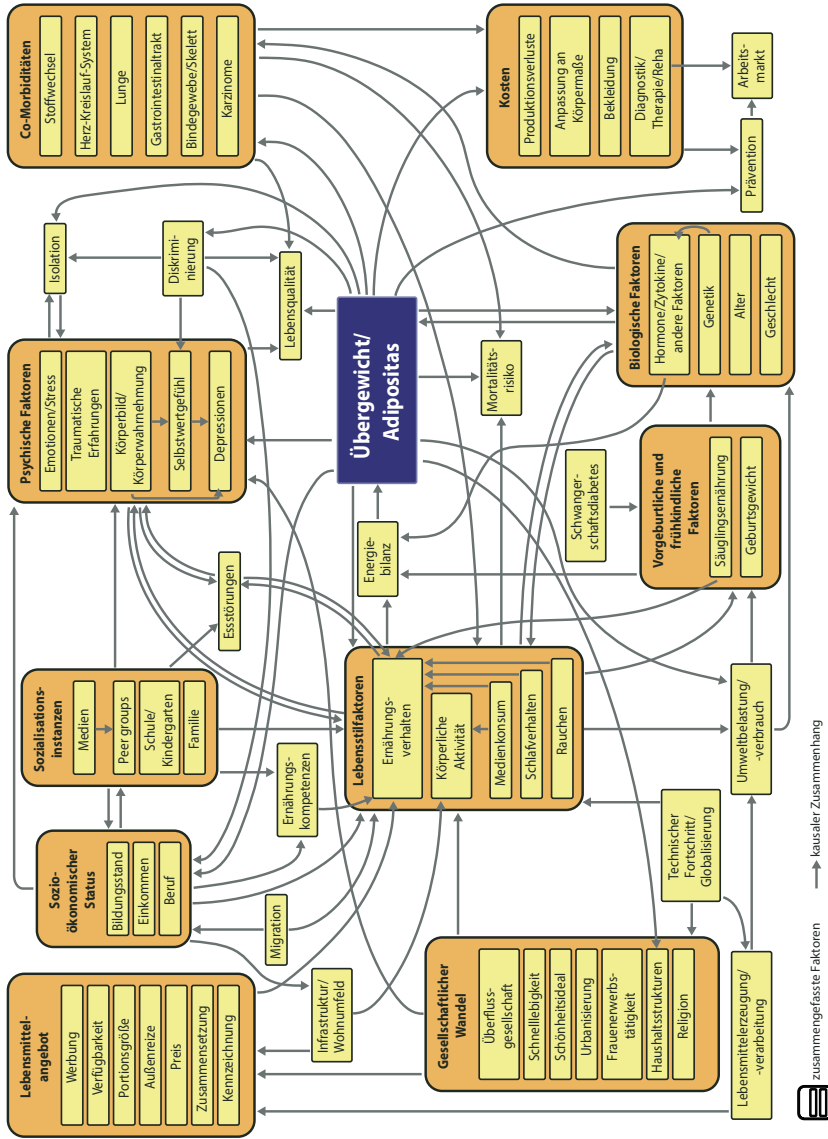 Lebensmittel-
angebot
Werbung
Verfügbarkeit
Portionsgröße
Außenreize
Preis
Zusammensetzung
Kennzeichnung
Sozio-
ökonomischer
Status
Bildungsstand
Einkommen
Beruf
Sozialisations-
instanzen
Medien
Peer groups
Schule/
Kindergarten
Familie
Psychische Faktoren
Emotionen/Stress
Traumatische
Erfahrungen
Körperbild/
Körperwahrnehmung
Selbstwertgefühl
Depressionen
Isolation
Diskrimi-
nierung
Lebensqualität
Co-Morbiditäten
Stoffwechsel
Herz-Kreislauf-System
Lunge
Gastrointestinaltrakt
Bindegewebe/Skelett
Karzinome
Infrastruktur/
Wohnumfeld
Migration
Ernährungs-
kompetenzen
Essstörungen
Gesellschaftlicher
Wandel
Überfluss-
gesellschaft
Schnelllebigkeit
Schönheitsideal
Urbanisierung
Frauenerwerbs-
tätigkeit
Haushaltsstrukturen
Religion
Lebensstilfaktoren
Ernährungs-
verhalten
Körperliche
Aktivität
Medienkonsum
Schlafverhalten
Rauchen
Energie-
bilanz
Übergewicht/
Adipositas
Mortalitäts-
risiko
Kosten
Produktionsverluste
Anpassung an
Körpermaße
Bekleidung
Diagnostik/
Therapie/Reha
Prävention
Arbeits-
markt
Technischer
Fortschritt/
Globalisierung
Schwanger-
schaftsdiabetes
Vorgeburtliche und
frühkindliche
Faktoren
Säuglingsernährung
Geburtsgewicht
Biologische Faktoren
Hormone/Zytokine/
andere Faktoren
Genetik
Alter
Geschlecht
Lebensmittelerzeugung/
-verarbeitung
Umweltbelastung/
-verbrauch
zusammengefasste Faktoren
kausaler Zusammenhang